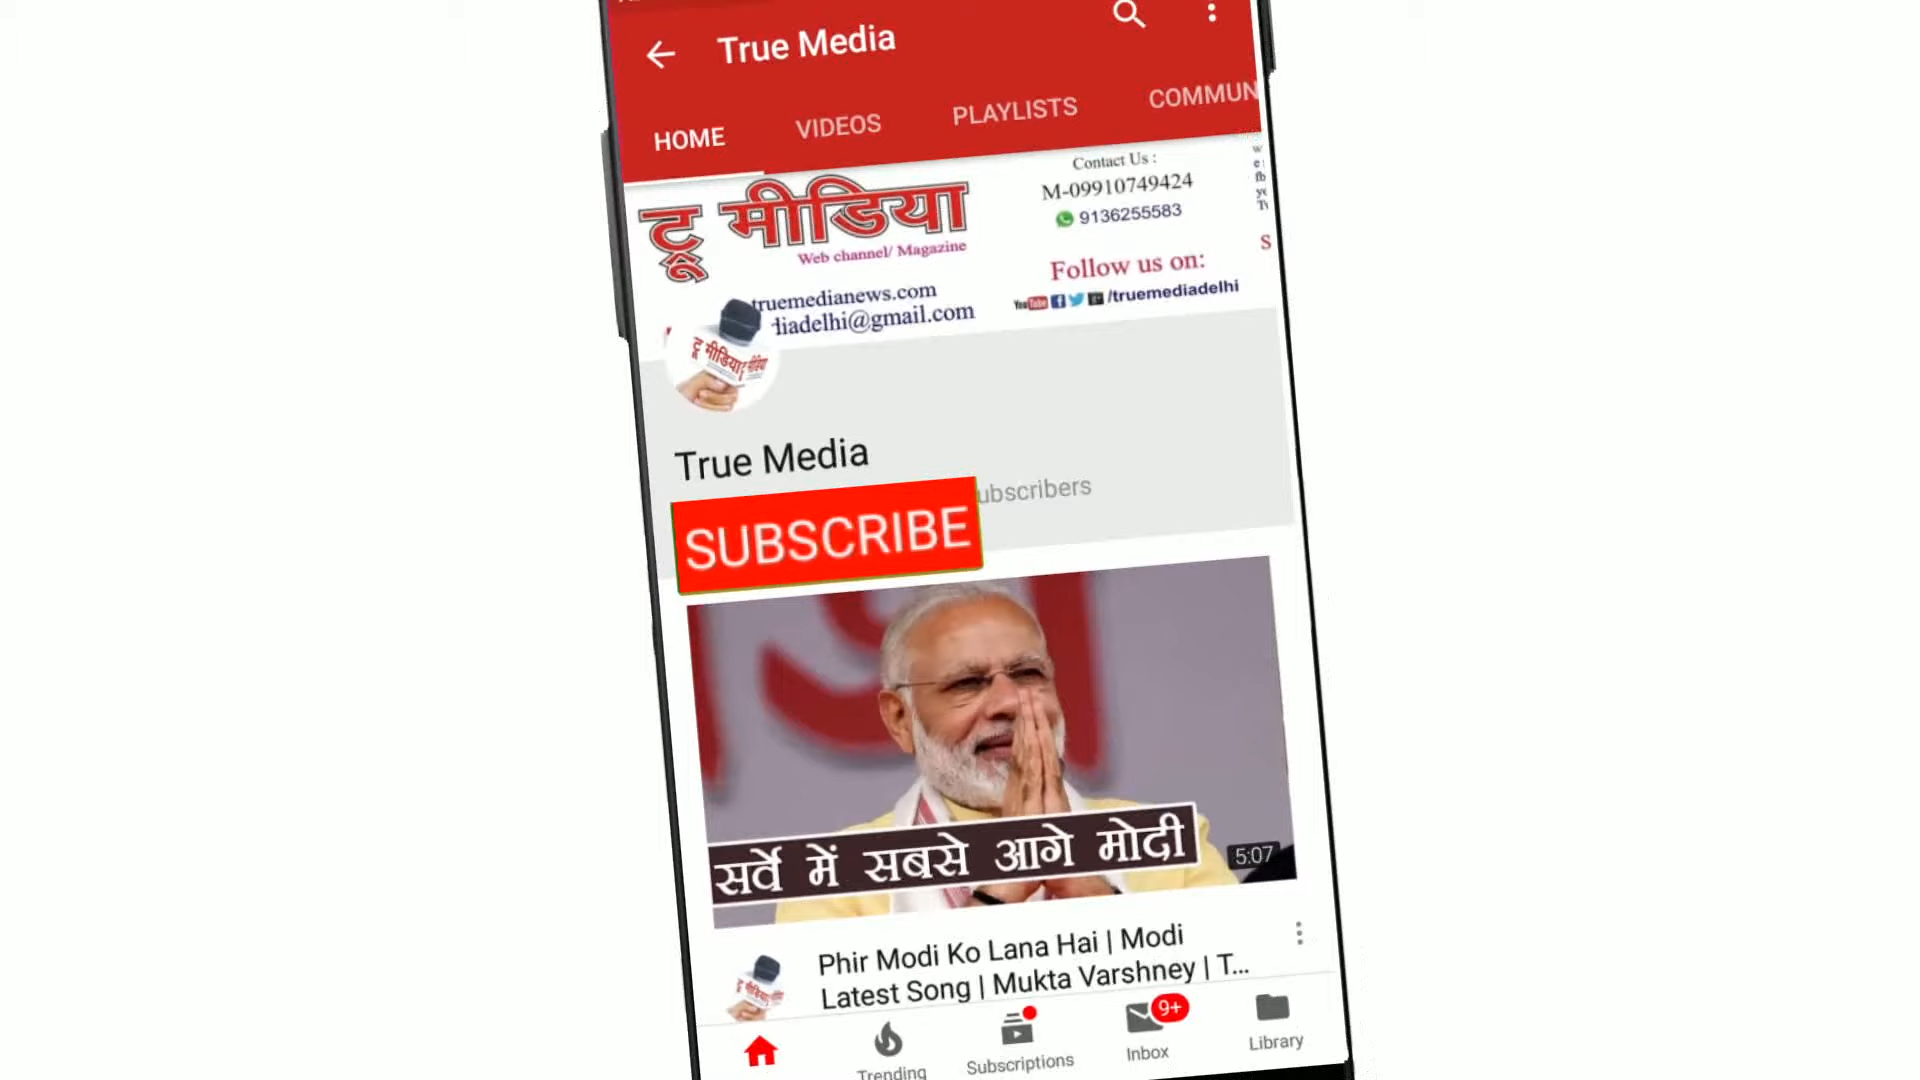 True Media
HOME VIDEOS PLAYLISTS COMMUN
टू मीडिया
Web channel/ Magazine
truemedianews.com
diadelhi@gmail.com
Contact Us :
M-09910749424
9136255583
Follow us on:
YouTube /truemediadelhi
S
टू मीडिया
True Media
ubscribers
SUBSCRIBE
सर्वे में सबसे आगे मोदी
5:07
Phir Modi Ko Lana Hai | Modi
Latest Song | Mukta Varshney | T...
9+
Trending Subscriptions Inbox Library